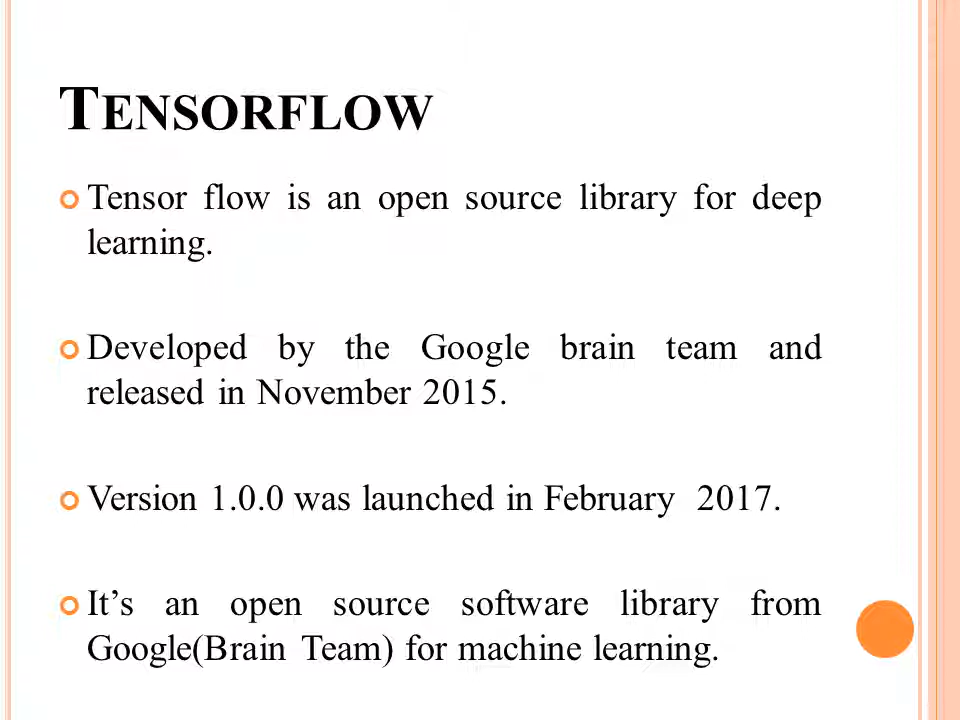 TENSORFLOW
Tensor flow is an open source library for deep
learning.
Developed by the Google brain team and
released in November 2015.
Version 1.0.0 was launched in February  2017.
It’s an open source software library from
Google(Brain Team) for machine learning.